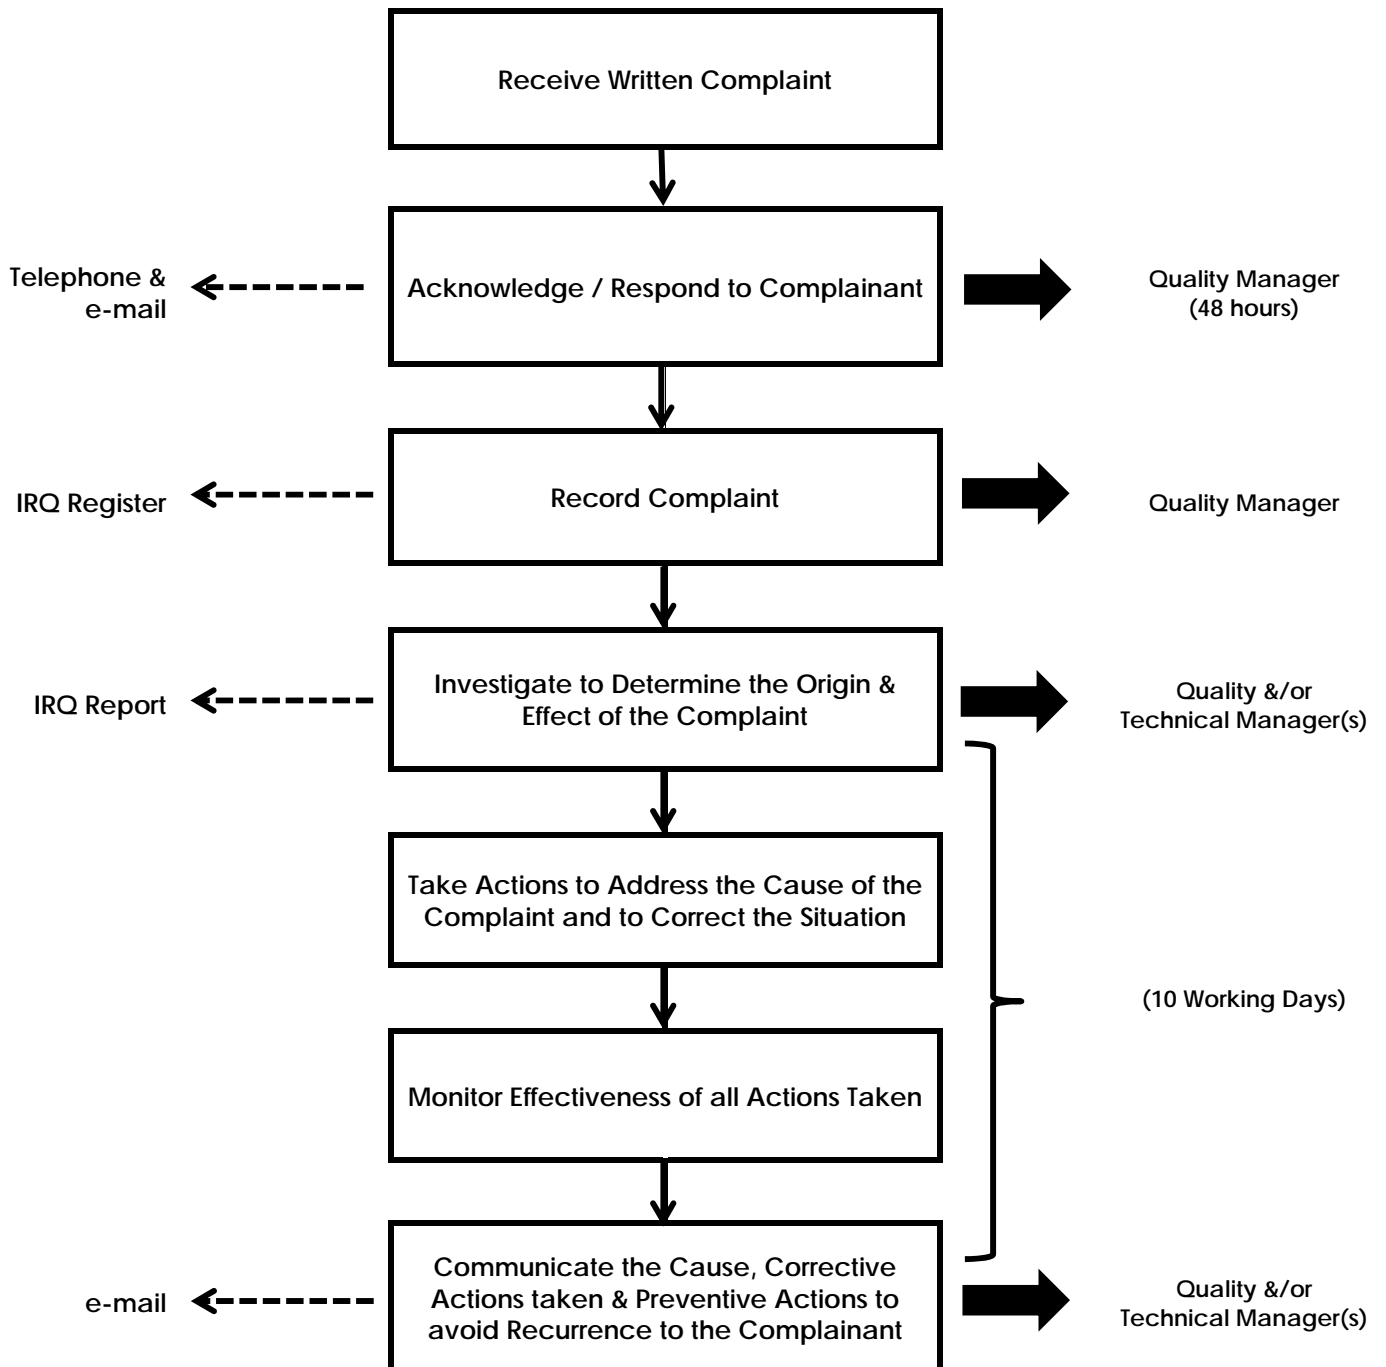 Receive Written Complaint
Telephone &
e-mail
Acknowledge / Respond to Complainant
Quality Manager
(48 hours)
IRQ Register
Record Complaint
Quality Manager
IRQ Report
Investigate to Determine the Origin &
Effect of the Complaint
Quality &/or
Technical Manager(s)
Take Actions to Address the Cause of the
Complaint and to Correct the Situation
(10 Working Days)
Monitor Effectiveness of all Actions Taken
e-mail
Communicate the Cause, Corrective
Actions taken & Preventive Actions to
avoid Recurrence to the Complainant
Quality &/or
Technical Manager(s)